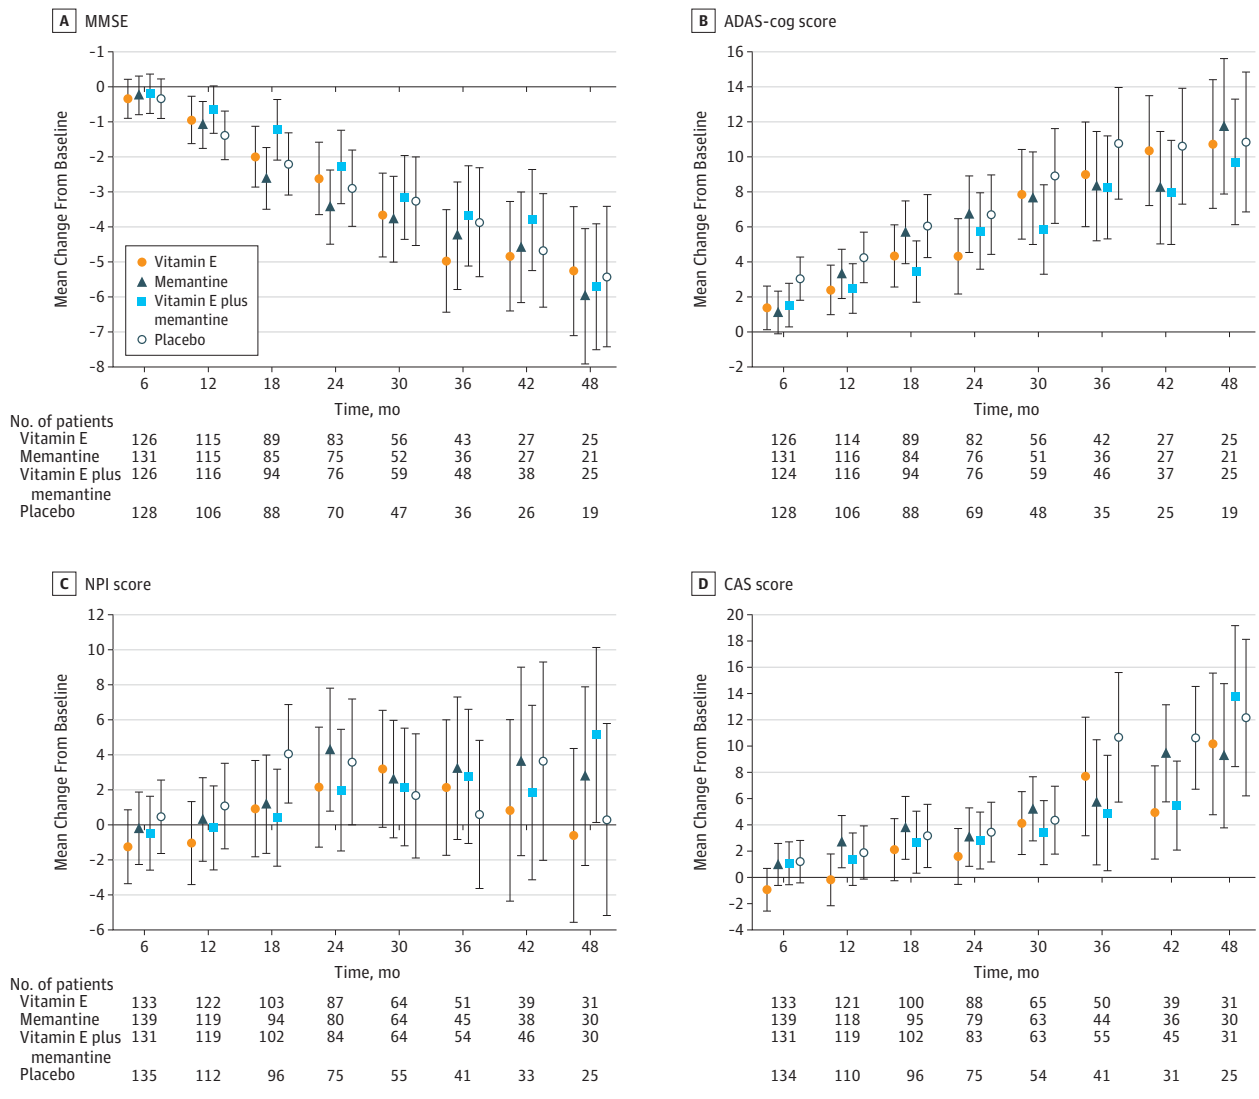 A MMSE
-1
0
-1
-2
-3
-4
-5
-6
-7
-8
Mean Change From Baseline
Vitamin E
Memantine
Vitamin E plus
memantine
Placebo
6 12 18 24 30 36 42 48
Time, mo
No. of patients
Vitamin E 126 115 89 83 56 43 27 25
Memantine 131 115 85 75 52 36 27 21
Vitamin E plus 126 116 94 76 59 48 38 25
memantine
Placebo 128 106 88 70 47 36 26 19
B ADAS-cog score
16
14
12
10
8
6
4
2
0
-2
Mean Change From Baseline
6 12 18 24 30 36 42 48
Time, mo
126 114 89 82 56 42 27 25
131 116 84 76 51 36 27 21
124 116 94 76 59 46 37 25
128 106 88 69 48 35 25 19
C NPI score
12
10
8
6
4
2
0
-2
-4
-6
Mean Change From Baseline
6 12 18 24 30 36 42 48
Time, mo
No. of patients
Vitamin E 133 122 103 87 64 51 39 31
Memantine 139 119 94 80 64 45 38 30
Vitamin E plus 131 119 102 84 64 54 46 30
memantine
Placebo 135 112 96 75 55 41 33 25
D CAS score
20
18
16
14
12
10
8
6
4
2
0
-2
-4
Mean Change From Baseline
6 12 18 24 30 36 42 48
Time, mo
133 121 100 88 65 50 39 31
139 118 95 79 63 44 36 30
131 119 102 83 63 55 45 31
134 110 96 75 54 41 31 25